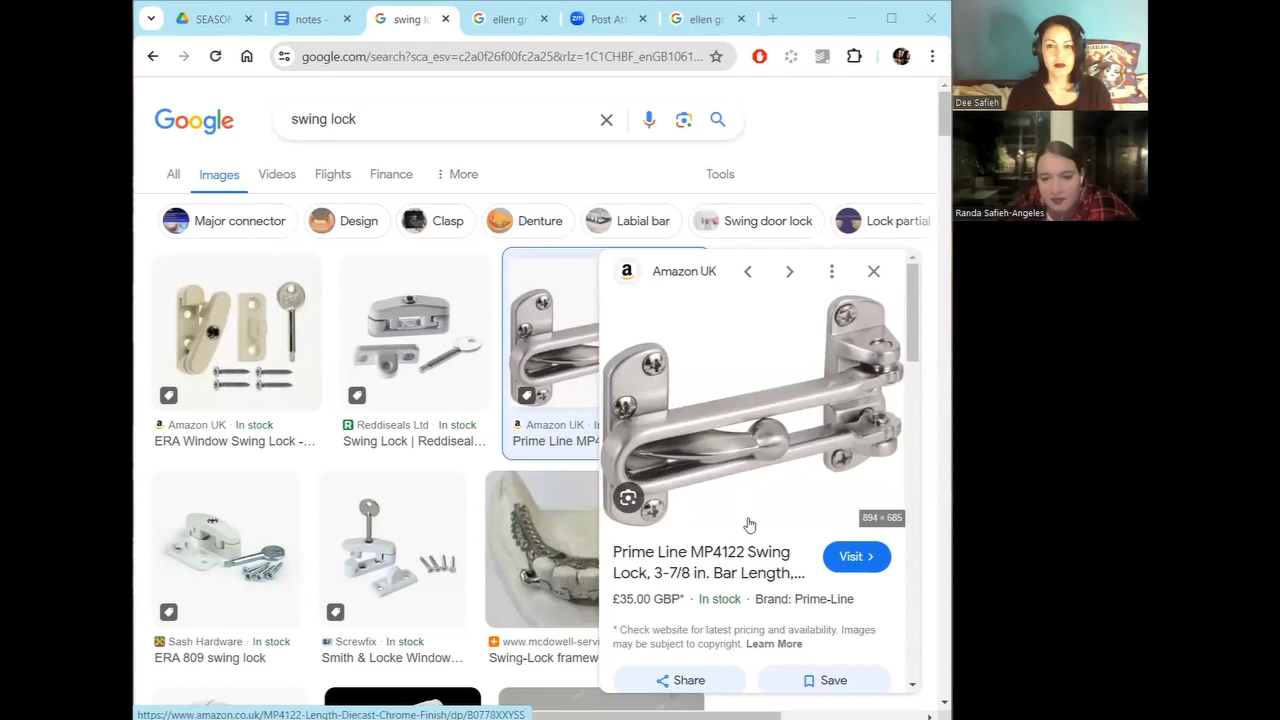 SEASON
notes -
swing lo
ellen gr
zm
Post At
ellen gr
google.com/search?sca_esv=c2a0f26f00fc2a25&rlz=1C1CHBF_enGB1061...
Dee Safieh
Randa Safieh-Angeles
Google
swing lock
All
Images
Videos
Flights
Finance
More
Tools
Major connector
Design
Clasp
Denture
Labial bar
Swing door lock
Lock partial
Amazon UK · In stock
ERA Window Swing Lock -...
Reddiseals Ltd · In stock
Swing Lock | Reddiseal...
Amazon UK · In
Prime Line MP4
Sash Hardware · In stock
ERA 809 swing lock
Screwfix · In stock
Smith & Locke Window...
www.mcdowell-servi
Swing-Lock framew
Amazon UK
894 × 685
Prime Line MP4122 Swing
Lock, 3-7/8 in. Bar Length,...
Visit
£35.00 GBP* · In stock · Brand: Prime-Line
* Check website for latest pricing and availability. Images
may be subject to copyright. Learn More
Share
Save
https://www.amazon.co.uk/MP4122-Length-Diecast-Chrome-Finish/dp/B0778XXYSS